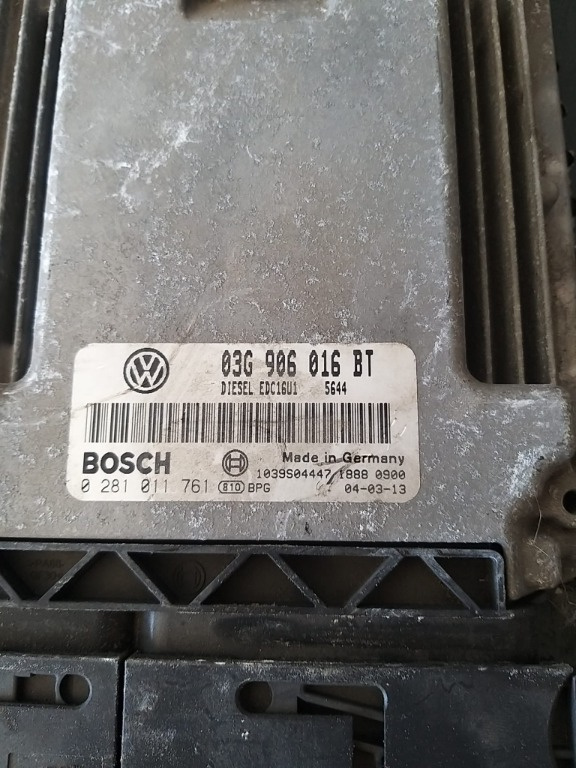 03G 906 016 BT
DIESEL EDC16U1 5644
BOSCH
Made in Germany
1039S04447 1888 0900
0 281 011 761 810 BPG 04-03-13